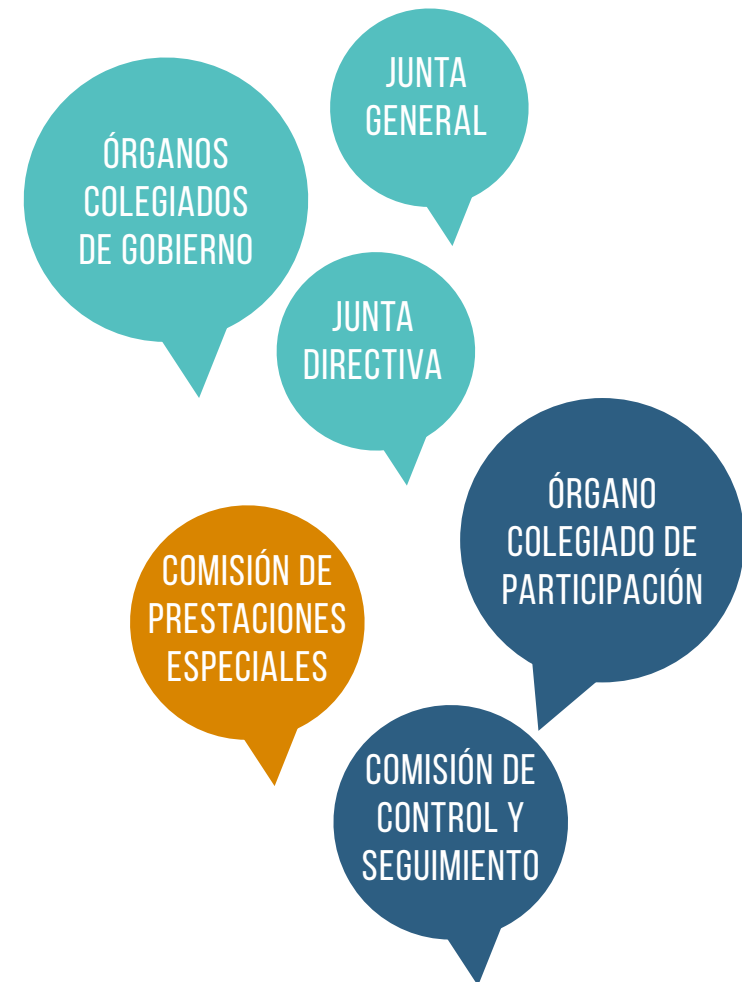 JUNTA
GENERAL
ÓRGANOS
COLEGIADOS
DE GOBIERNO
JUNTA
DIRECTIVA
ÓRGANO
COLEGIADO DE
PARTICIPACIÓN
COMISIÓN DE
PRESTACIONES
ESPECIALES
COMISIÓN DE
CONTROL Y
SEGUIMIENTO